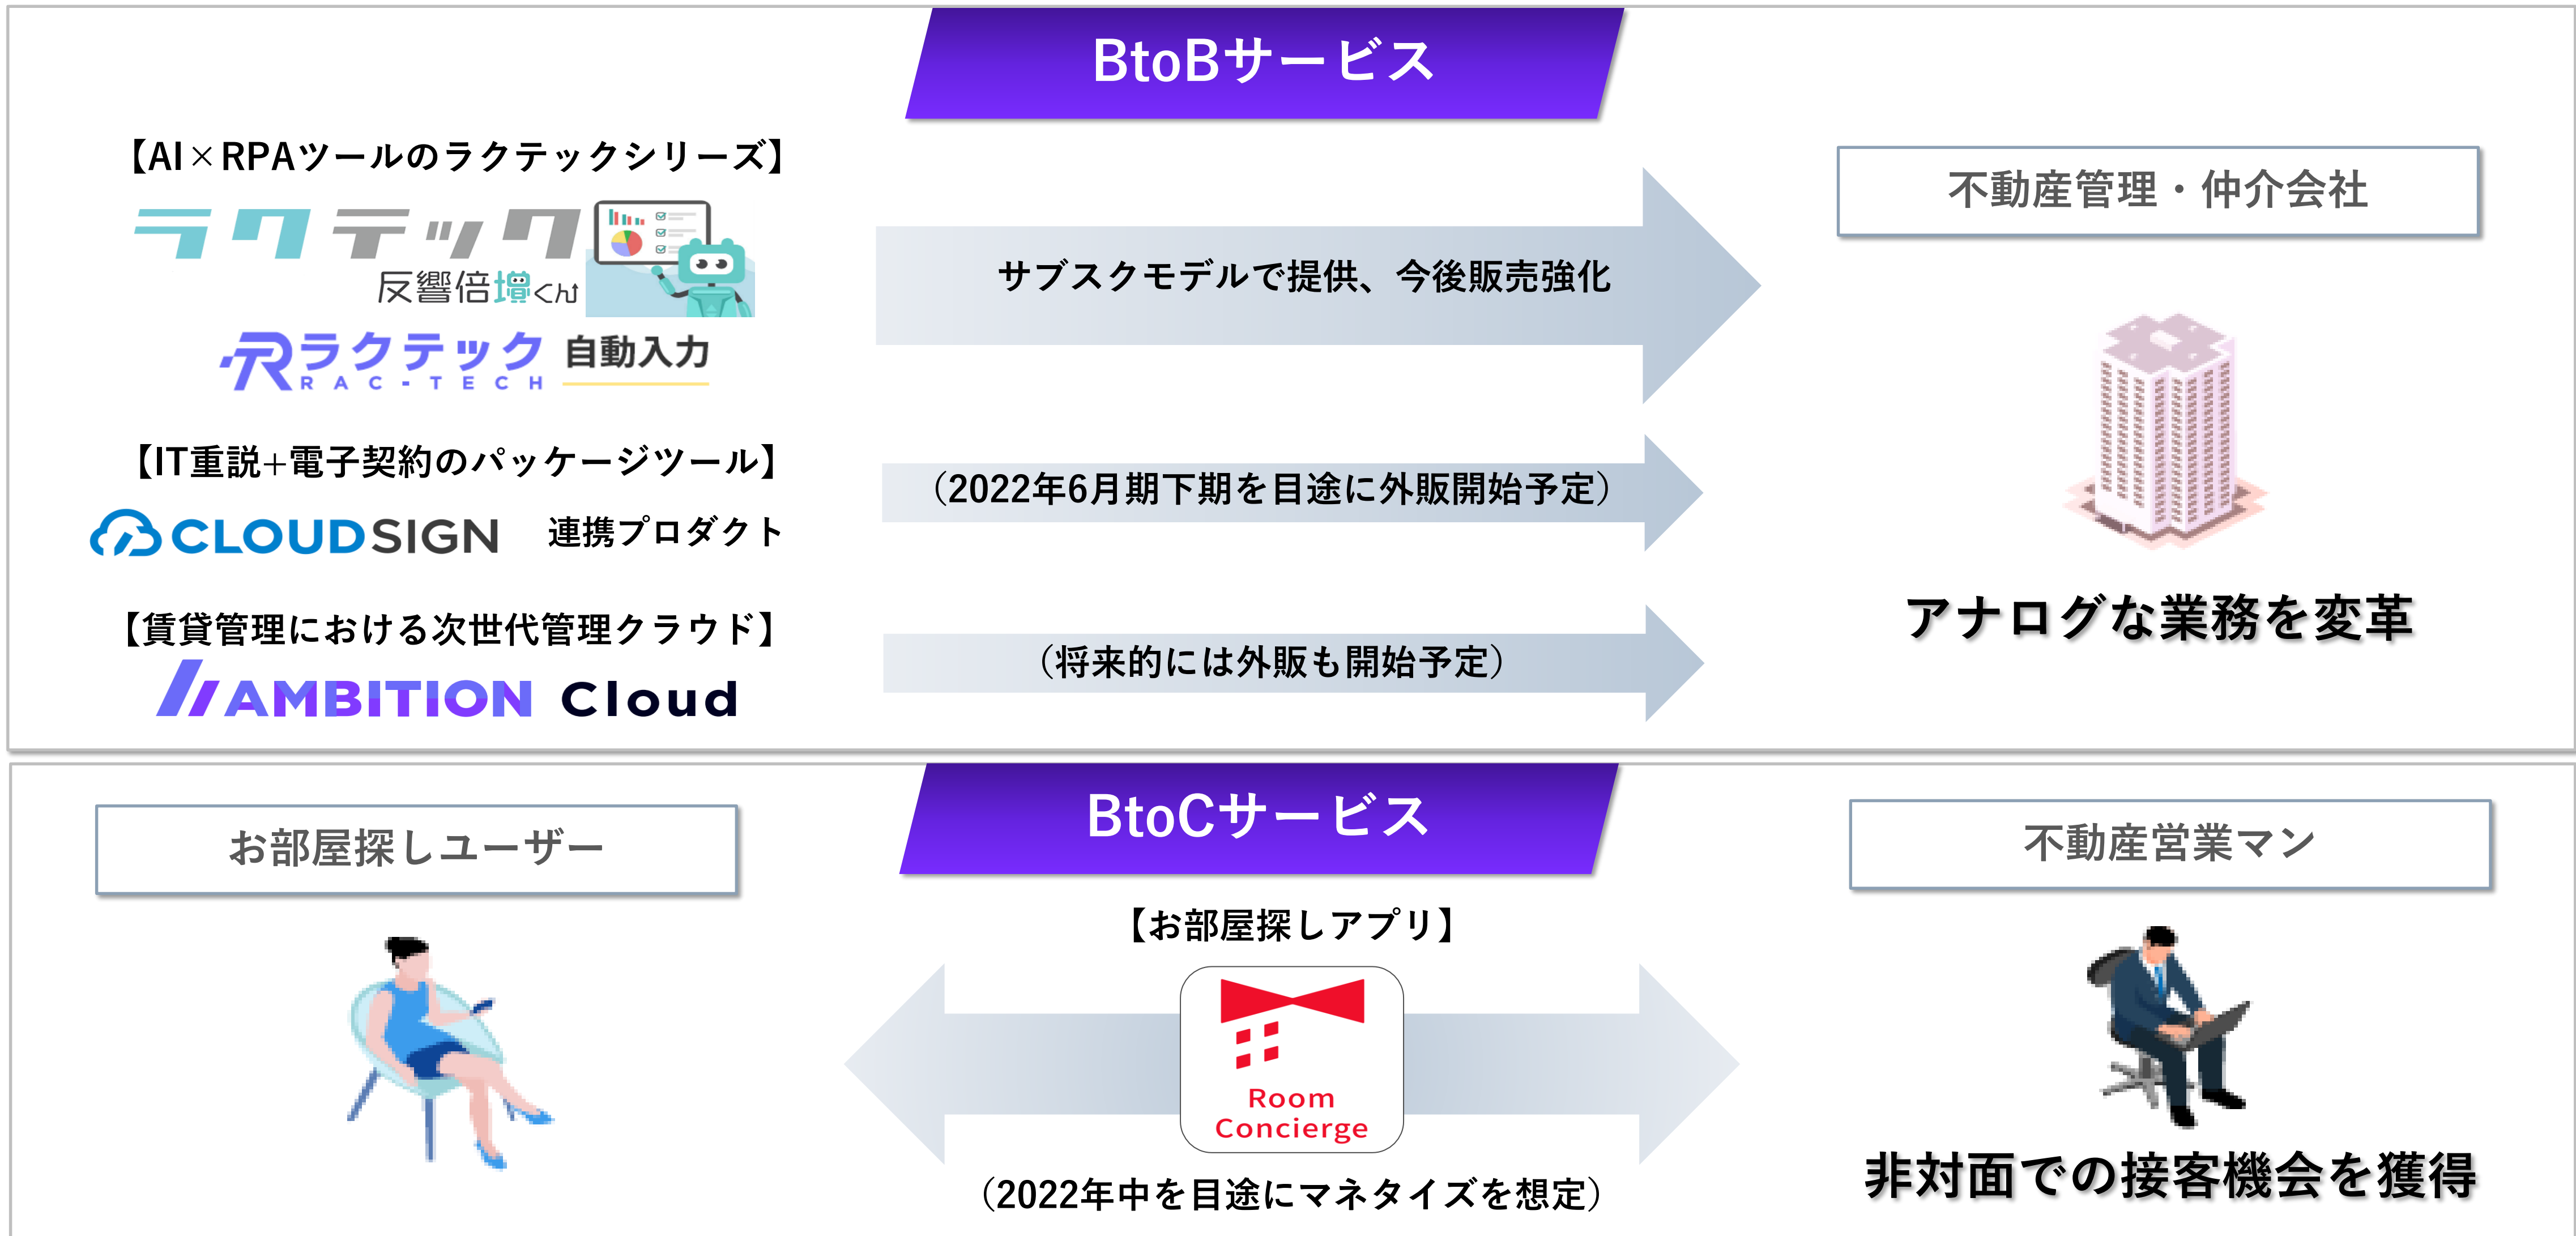 BtoBサービス
【AI×RPAツールのラクテックシリーズ】
ラクテック
反響倍増くん
ラクテック 自動入力
RAC-TECH
サブスクモデルで提供、今後販売強化
不動産管理・仲介会社
【IT重説+電子契約のパッケージツール】
CLOUDSIGN 連携プロダクト
（2022年6月期下期を目途に外販開始予定）
アナログな業務を変革
【賃貸管理における次世代管理クラウド】
AMBITION Cloud
（将来的には外販も開始予定）
BtoCサービス
お部屋探しユーザー
不動産営業マン
【お部屋探しアプリ】
Room
Concierge
（2022年中を目途にマネタイズを想定）
非対面での接客機会を獲得